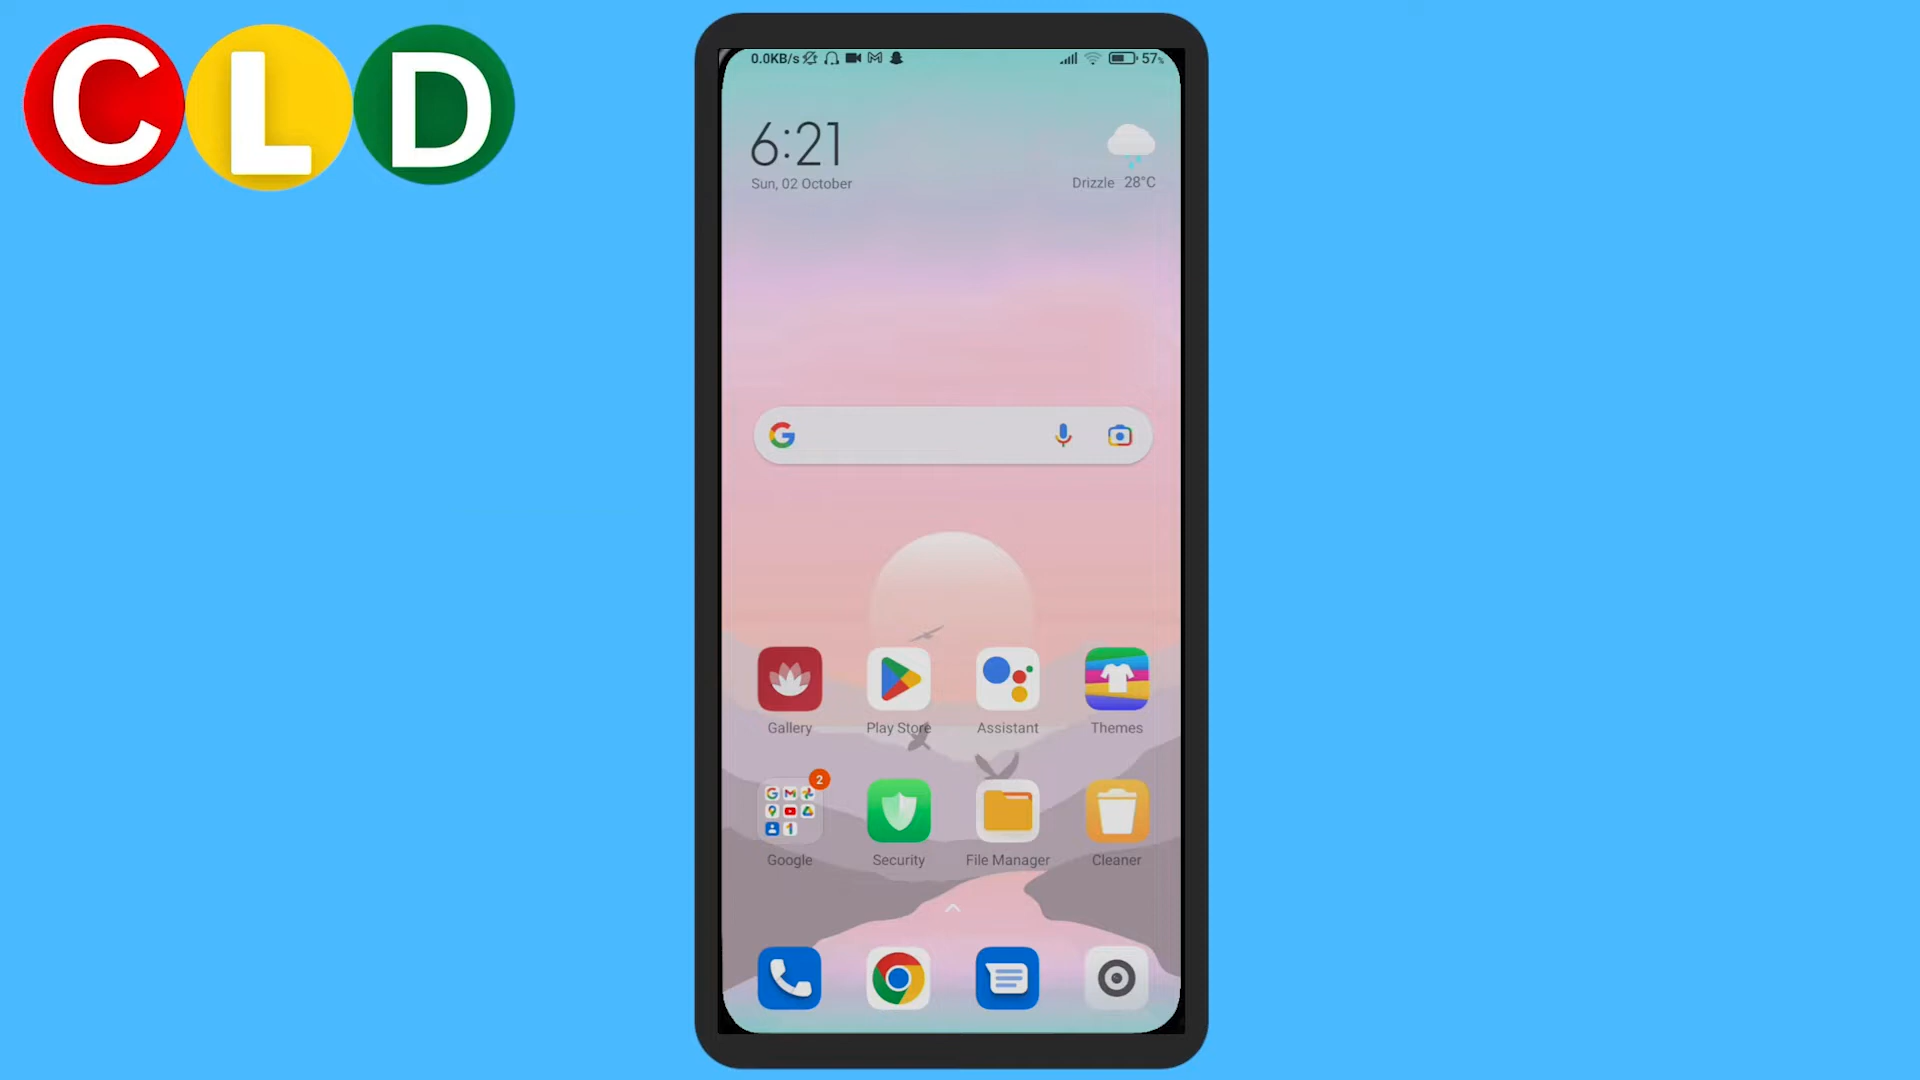 CLD
0.0KB/s 57%
6:21
Sun, 02 October
Drizzle 28°C
Gallery Play Store Assistant Themes
2
Google Security File Manager Cleaner